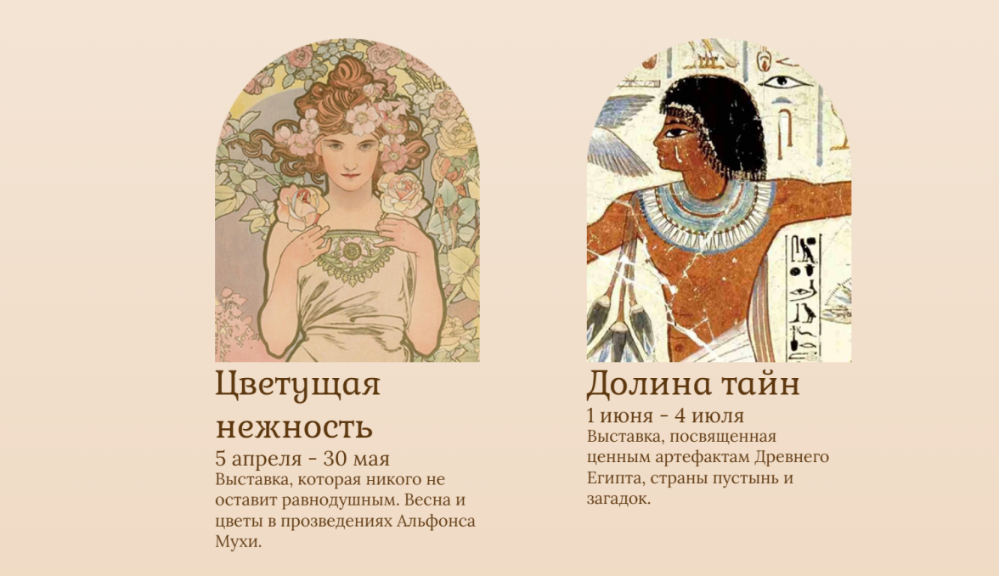 Цветущая
нежность
5 апреля - 30 мая
Выставка, которая никого не
оставит равнодушным. Весна и
цветы в прозведениях Альфонса
Мухи.
Долина тайн
1 июня - 4 июля
Выставка, посвященная
ценным артефактам Древнего
Египта, страны пустынь и
загадок.